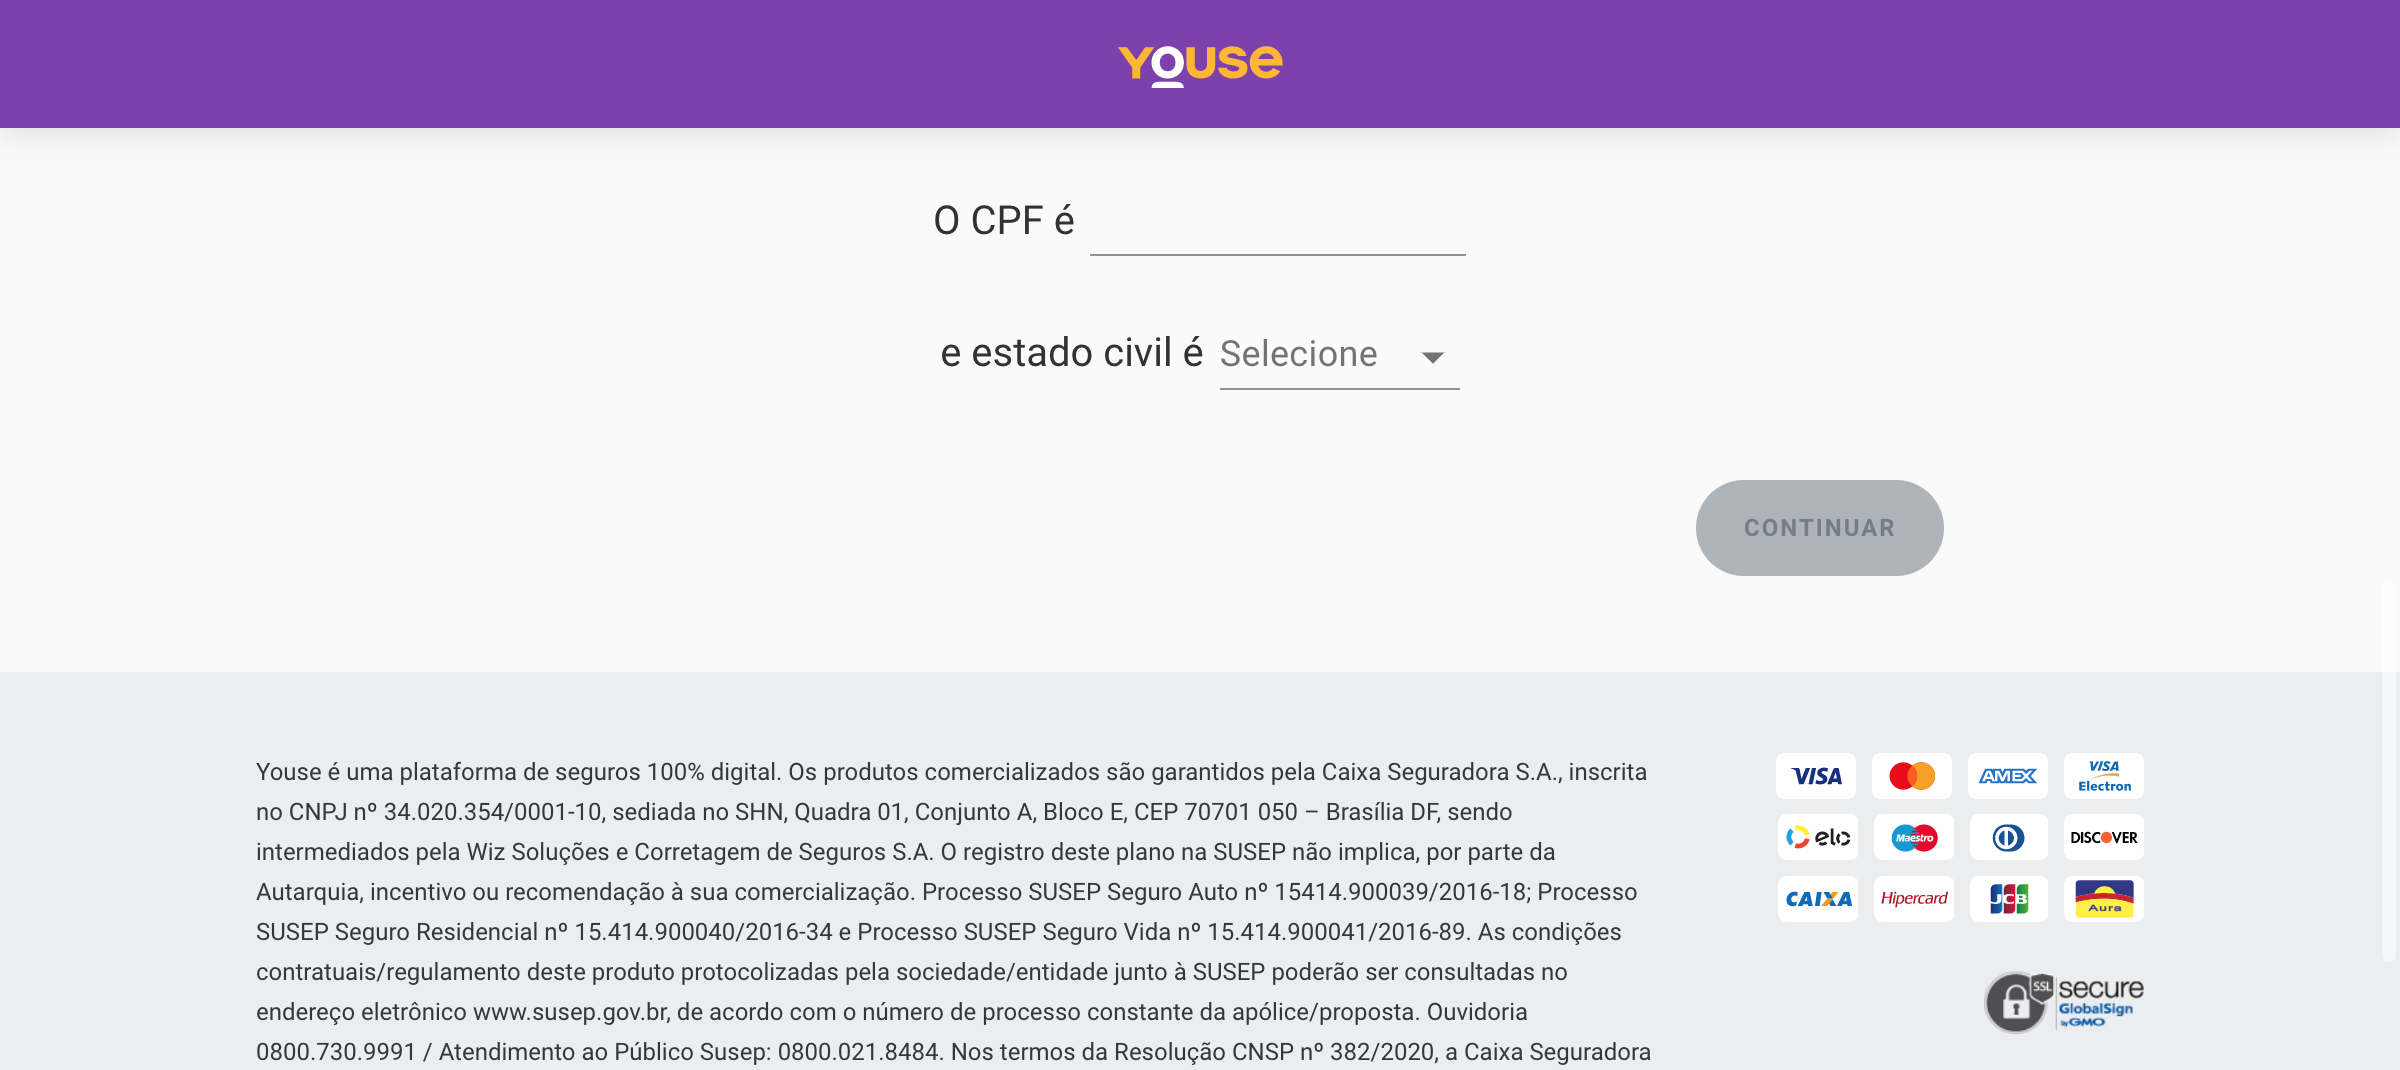 Youse
O CPF é
e estado civil é Selecione
CONTINUAR
Youse é uma plataforma de seguros 100% digital. Os produtos comercializados são garantidos pela Caixa Seguradora S.A., inscrita
no CNPJ nº 34.020.354/0001-10, sediada no SHN, Quadra 01, Conjunto A, Bloco E, CEP 70701 050 – Brasília DF, sendo
intermediados pela Wiz Soluções e Corretagem de Seguros S.A. O registro deste plano na SUSEP não implica, por parte da
Autarquia, incentivo ou recomendação à sua comercialização. Processo SUSEP Seguro Auto nº 15414.900039/2016-18; Processo
SUSEP Seguro Residencial nº 15.414.900040/2016-34 e Processo SUSEP Seguro Vida nº 15.414.900041/2016-89. As condições
contratuais/regulamento deste produto protocolizadas pela sociedade/entidade junto à SUSEP poderão ser consultadas no
endereço eletrônico www.susep.gov.br, de acordo com o número de processo constante da apólice/proposta. Ouvidoria
0800.730.9991 / Atendimento ao Público Susep: 0800.021.8484. Nos termos da Resolução CNSP nº 382/2020, a Caixa Seguradora
VISA AMEX VISA Electron
elo Maestro DISCOVER
CAIXA Hipercard JCB Aura
SSL secure
GlobalSign
by GMO